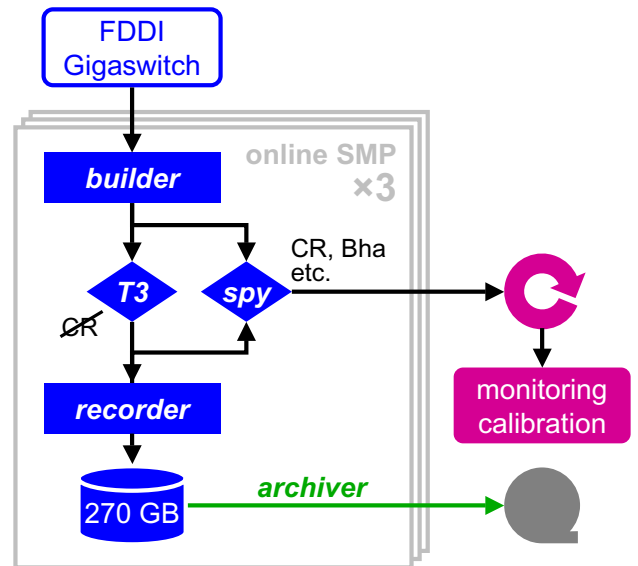 FDDI
Gigaswitch
online SMP
×3
builder
CR, Bha
etc.
T3
spy
CR
recorder
monitoring
calibration
archiver
270 GB